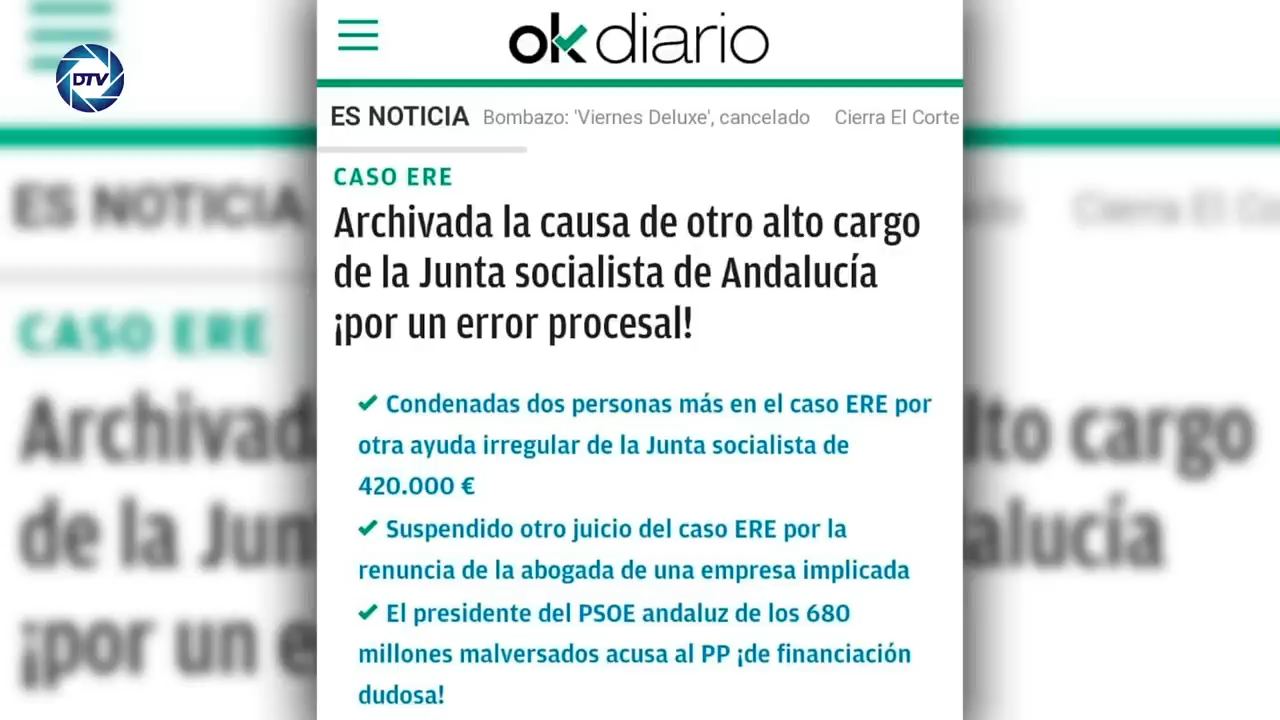 DTV
ok diario
ES NOTICIA Bombazo: 'Viernes Deluxe', cancelado Cierra El Corte
CASO ERE
Archivada la causa de otro alto cargo
de la Junta socialista de Andalucía
¡por un error procesal!
Condenadas dos personas más en el caso ERE por
otra ayuda irregular de la Junta socialista de
420.000 €
Suspendido otro juicio del caso ERE por la
renuncia de la abogada de una empresa implicada
El presidente del PSOE andaluz de los 680
millones malversados acusa al PP ¡de financiación
dudosa!